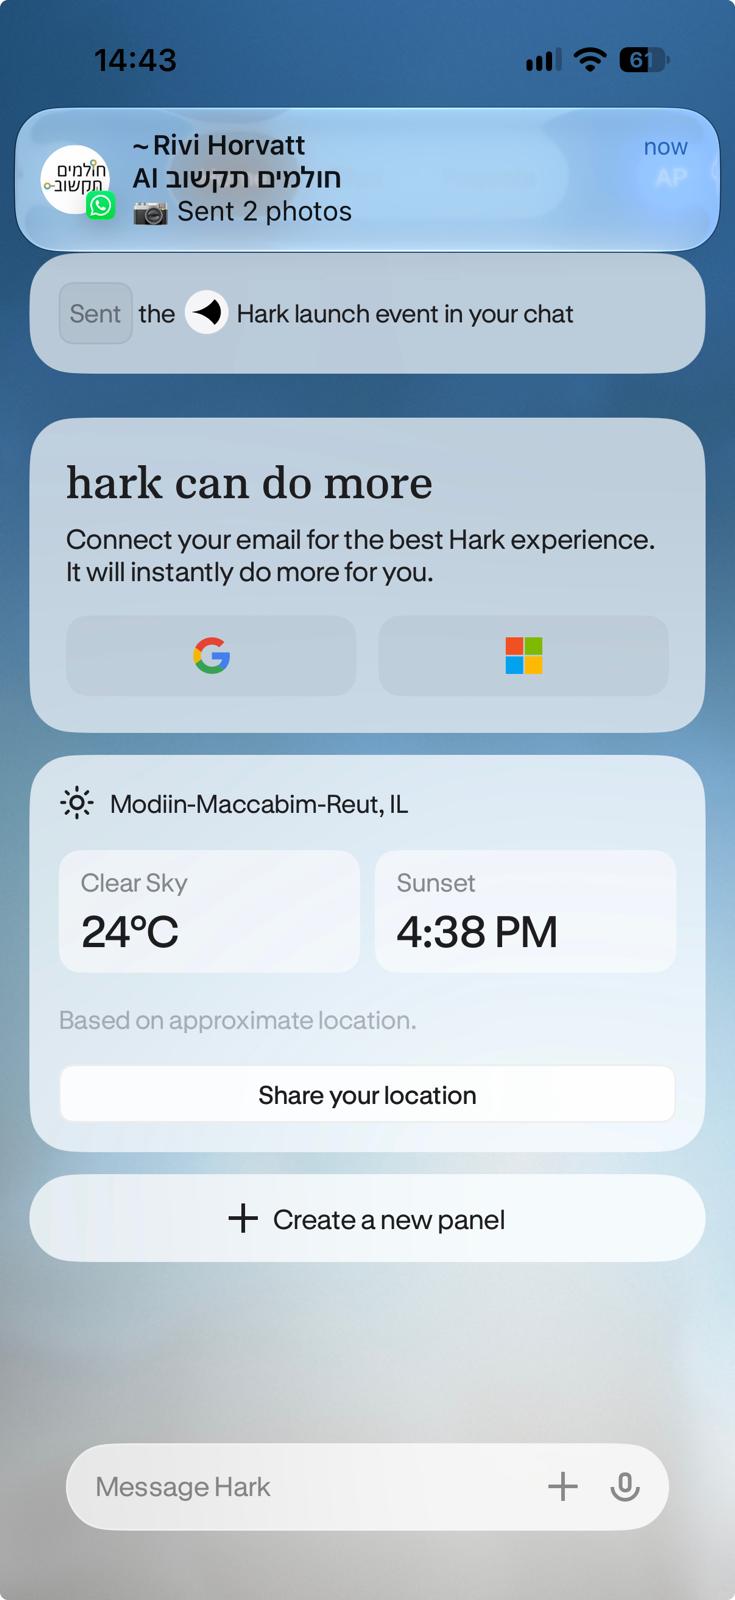 14:43
61
~Rivi Horvatt
now
חולמים תקשוב AI
חולמים
תקשוב
AP
📷 Sent 2 photos
Sent the Hark launch event in your chat
hark can do more
Connect your email for the best Hark experience.
It will instantly do more for you.
Modiin-Maccabim-Reut, IL
Clear Sky
24°C
Sunset
4:38 PM
Based on approximate location.
Share your location
+ Create a new panel
Message Hark